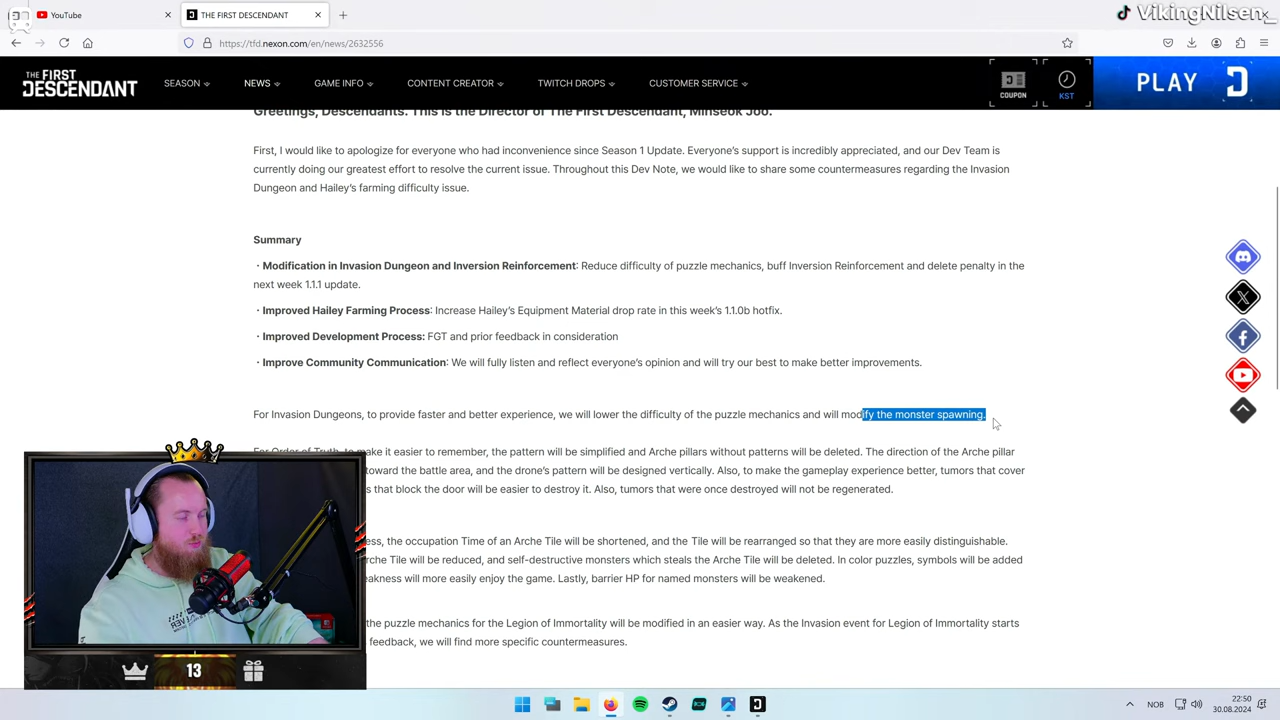 YouTube
THE FIRST DESCENDANT
VikingNilsen
https://tfd.nexon.com/en/news/2632556
THE FIRST
DESCENDANT
SEASON
NEWS
GAME INFO
CONTENT CREATOR
TWITCH DROPS
CUSTOMER SERVICE
COUPON
KST
PLAY
Greetings, Descendants. This is the Director of The First Descendant, Minseok Joo.
First, I would like to apologize for everyone who had inconvenience since Season 1 Update. Everyone's support is incredibly appreciated, and our Dev Team is
currently doing our greatest effort to resolve the current issue. Throughout this Dev Note, we would like to share some countermeasures regarding the Invasion
Dungeon and Hailey's farming difficulty issue.
Summary
· Modification in Invasion Dungeon and Inversion Reinforcement: Reduce difficulty of puzzle mechanics, buff Inversion Reinforcement and delete penalty in the
next week 1.1.1 update.
· Improved Hailey Farming Process: Increase Hailey's Equipment Material drop rate in this week's 1.1.0b hotfix.
· Improved Development Process: FGT and prior feedback in consideration
· Improve Community Communication: We will fully listen and reflect everyone's opinion and will try our best to make better improvements.
For Invasion Dungeons, to provide faster and better experience, we will lower the difficulty of the puzzle mechanics and will modify the monster spawning.
For Order of Truth, to make it easier to remember, the pattern will be simplified and Arche pillars without patterns will be deleted. The direction of the Arche pillar
toward the battle area, and the drone's pattern will be designed vertically. Also, to make the gameplay experience better, tumors that cover
that block the door will be easier to destroy it. Also, tumors that were once destroyed will not be regenerated.
the occupation Time of an Arche Tile will be shortened, and the Tile will be rearranged so that they are more easily distinguishable.
Tile will be reduced, and self-destructive monsters which steals the Arche Tile will be deleted. In color puzzles, symbols will be added
will more easily enjoy the game. Lastly, barrier HP for named monsters will be weakened.
the puzzle mechanics for the Legion of Immortality will be modified in an easier way. As the Invasion event for Legion of Immortality starts
feedback, we will find more specific countermeasures.
13
NOB
22:50
30.08.2024